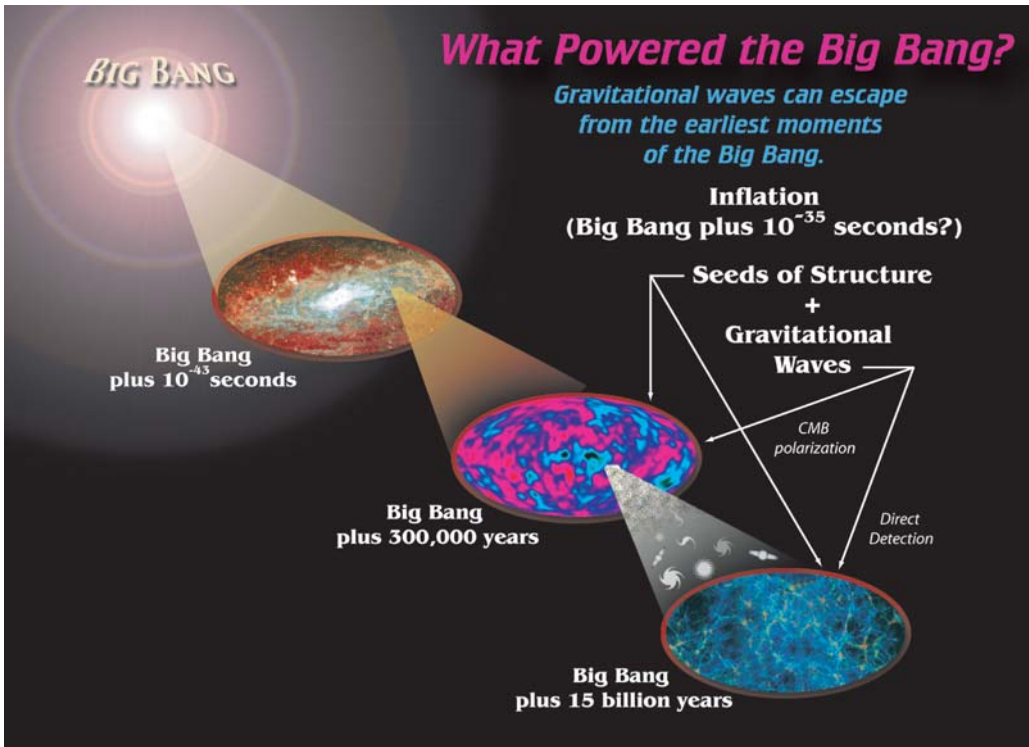 BIG BANG
What Powered the Big Bang?
Gravitational waves can escape
from the earliest moments
of the Big Bang.
Inflation
(Big Bang plus 10⁻³⁵ seconds?)
Seeds of Structure
+
Gravitational
Waves
Big Bang
plus 10⁻⁴³ seconds
CMB
polarization
Big Bang
plus 300,000 years
Direct
Detection
Big Bang
plus 15 billion years